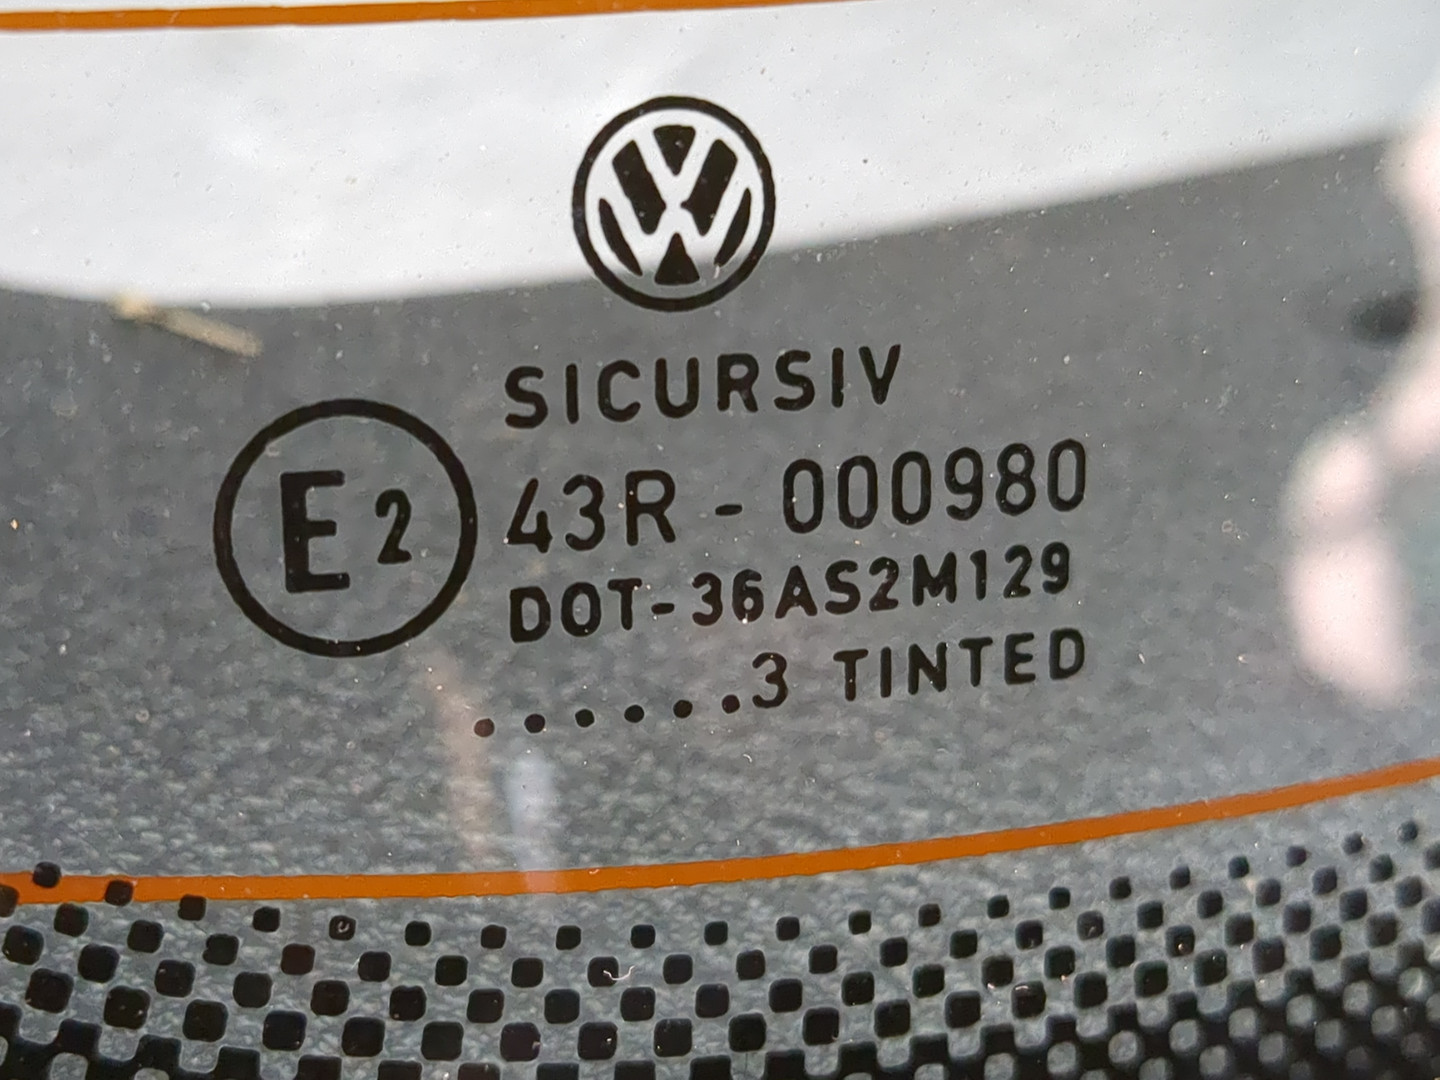 SICURSIV
E2
43R - 000980
DOT-36AS2M129
......3 TINTED